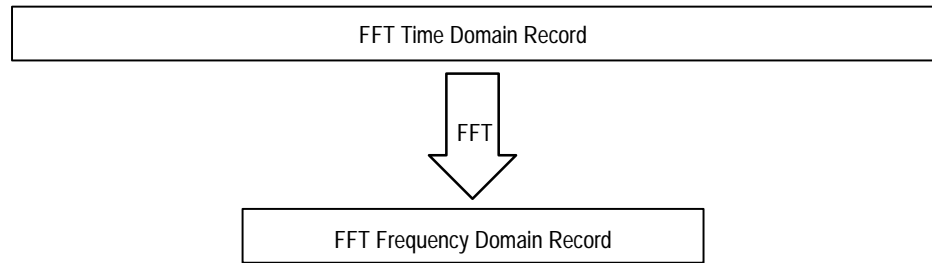 FFT Time Domain Record
FFT
FFT Frequency Domain Record